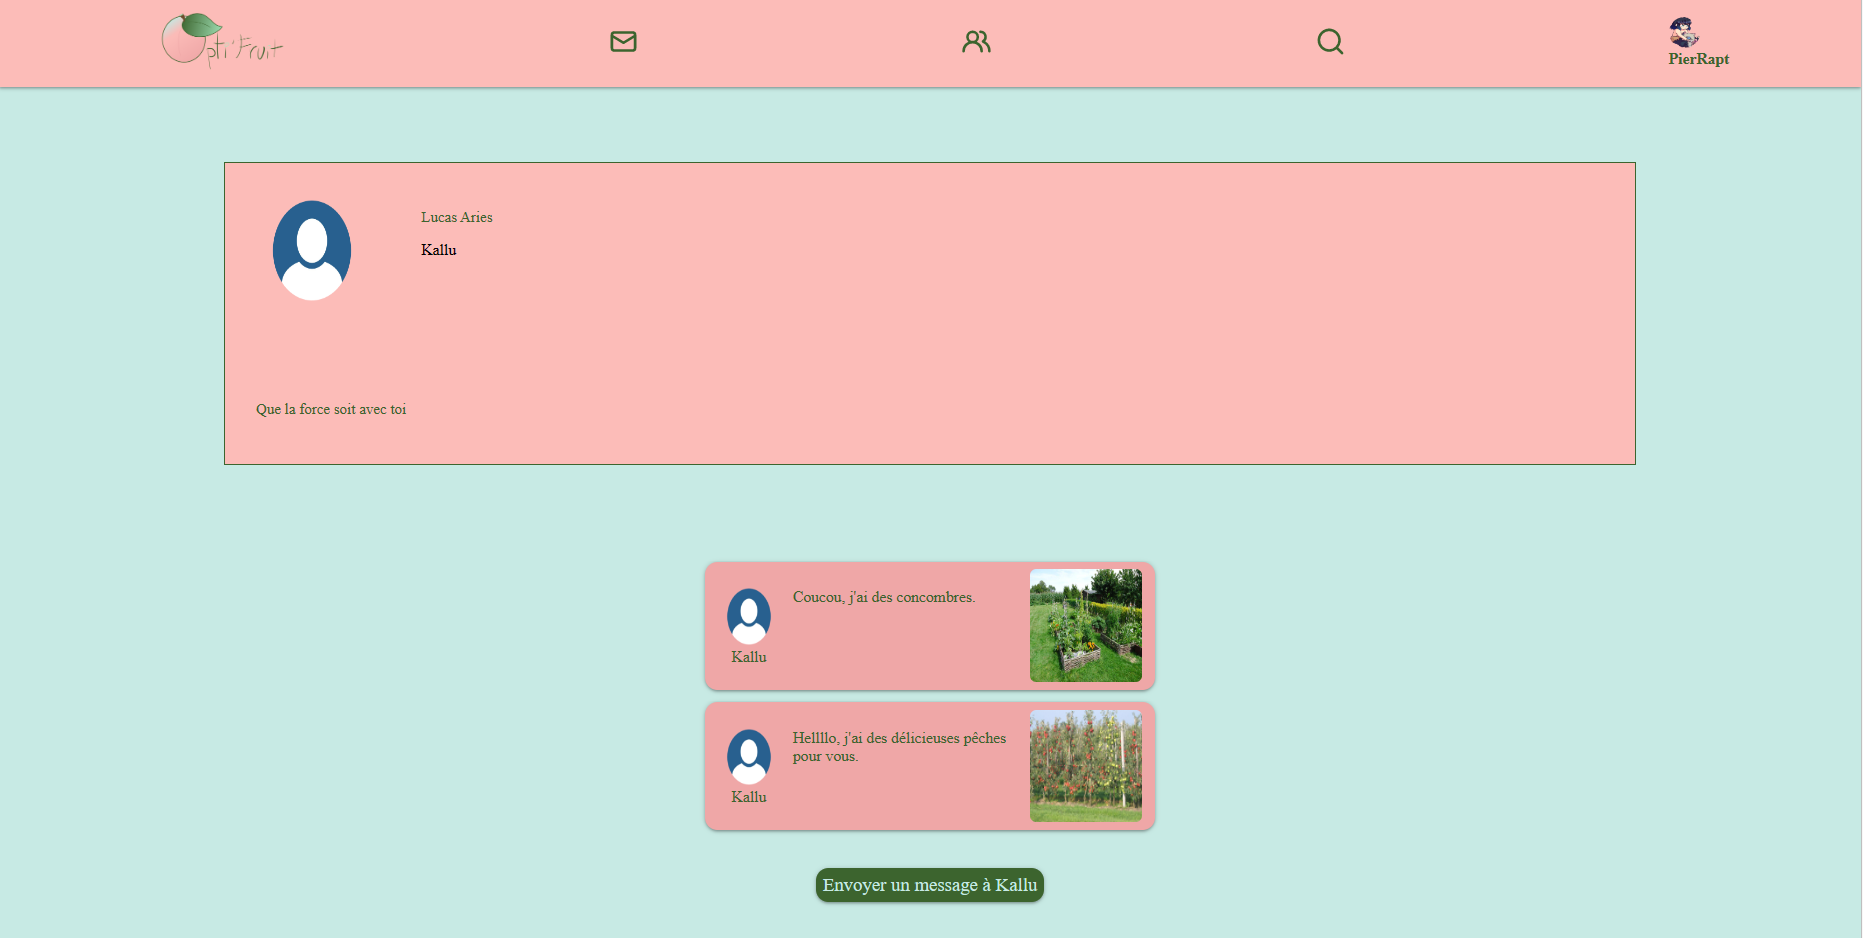 Opti'Fruit
PierRapt
Lucas Aries
Kallu
Que la force soit avec toi
Coucou, j'ai des concombres.
Kallu
Hellllo, j'ai des délicieuses pêches
pour vous.
Kallu
Envoyer un message à Kallu